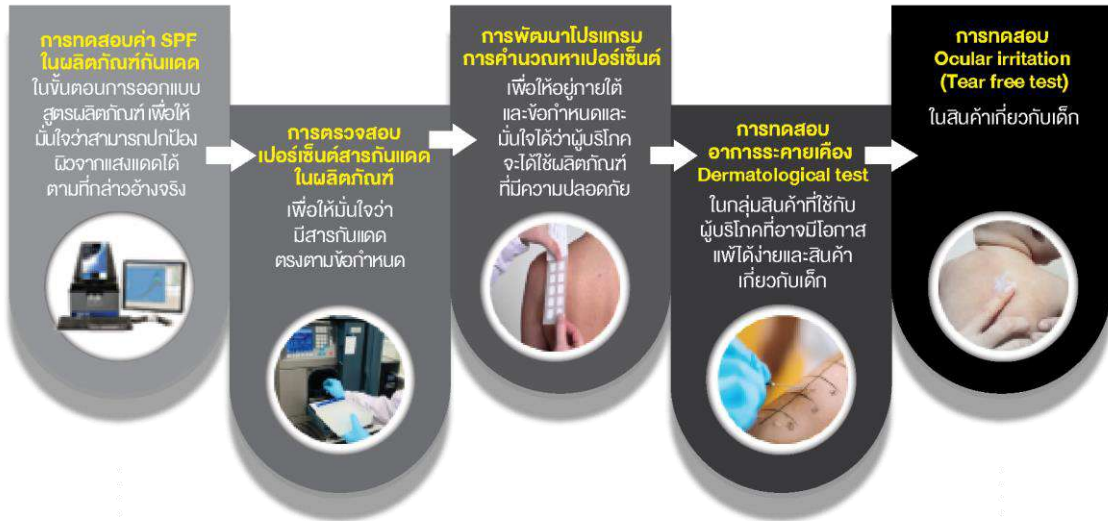 การทดสอบค่า SPF
ในผลิตภัณฑ์กันแดด
ในขั้นตอนการออกแบบ
สูตรผลิตภัณฑ์ เพื่อให้
มั่นใจว่าสามารถปกป้อง
ผิวจากแสงแดดได้
ตามที่กล่าวอ้างจริง
การตรวจสอบ
เปอร์เซ็นต์สารกันแดด
ในผลิตภัณฑ์
เพื่อให้มั่นใจว่า
มีสารกันแดด
ตรงตามข้อกำหนด
การพัฒนาโปรแกรม
การคำนวณหาเปอร์เซ็นต์
เพื่อให้อยู่ภายใต้
และข้อกำหนดและ
มั่นใจได้ว่าผู้บริโภค
จะได้ใช้ผลิตภัณฑ์
ที่มีความปลอดภัย
การทดสอบ
อาการระคายเคือง
Dermatological test
ในกลุ่มสินค้าที่ใช้กับ
ผู้บริโภคที่อาจมีโอกาส
แพ้ได้ง่ายและสินค้า
เกี่ยวกับเด็ก
การทดสอบ
Ocular irritation
(Tear free test)
ในสินค้าเกี่ยวกับเด็ก